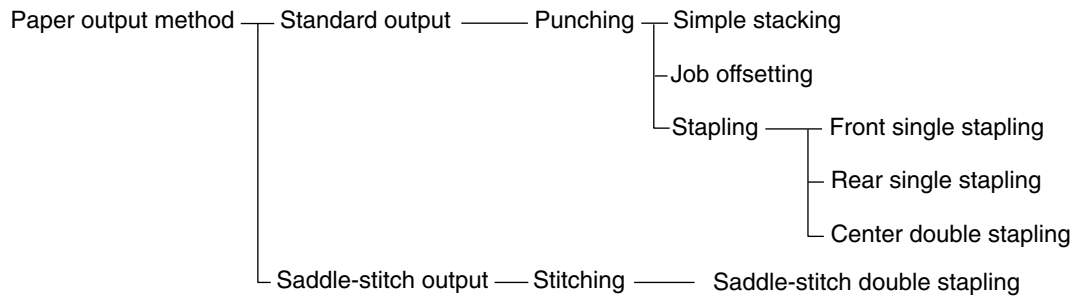 Paper output method Standard output Punching Simple stacking
Job offsetting
Stapling Front single stapling
Rear single stapling
Center double stapling
Saddle-stitch output Stitching Saddle-stitch double stapling